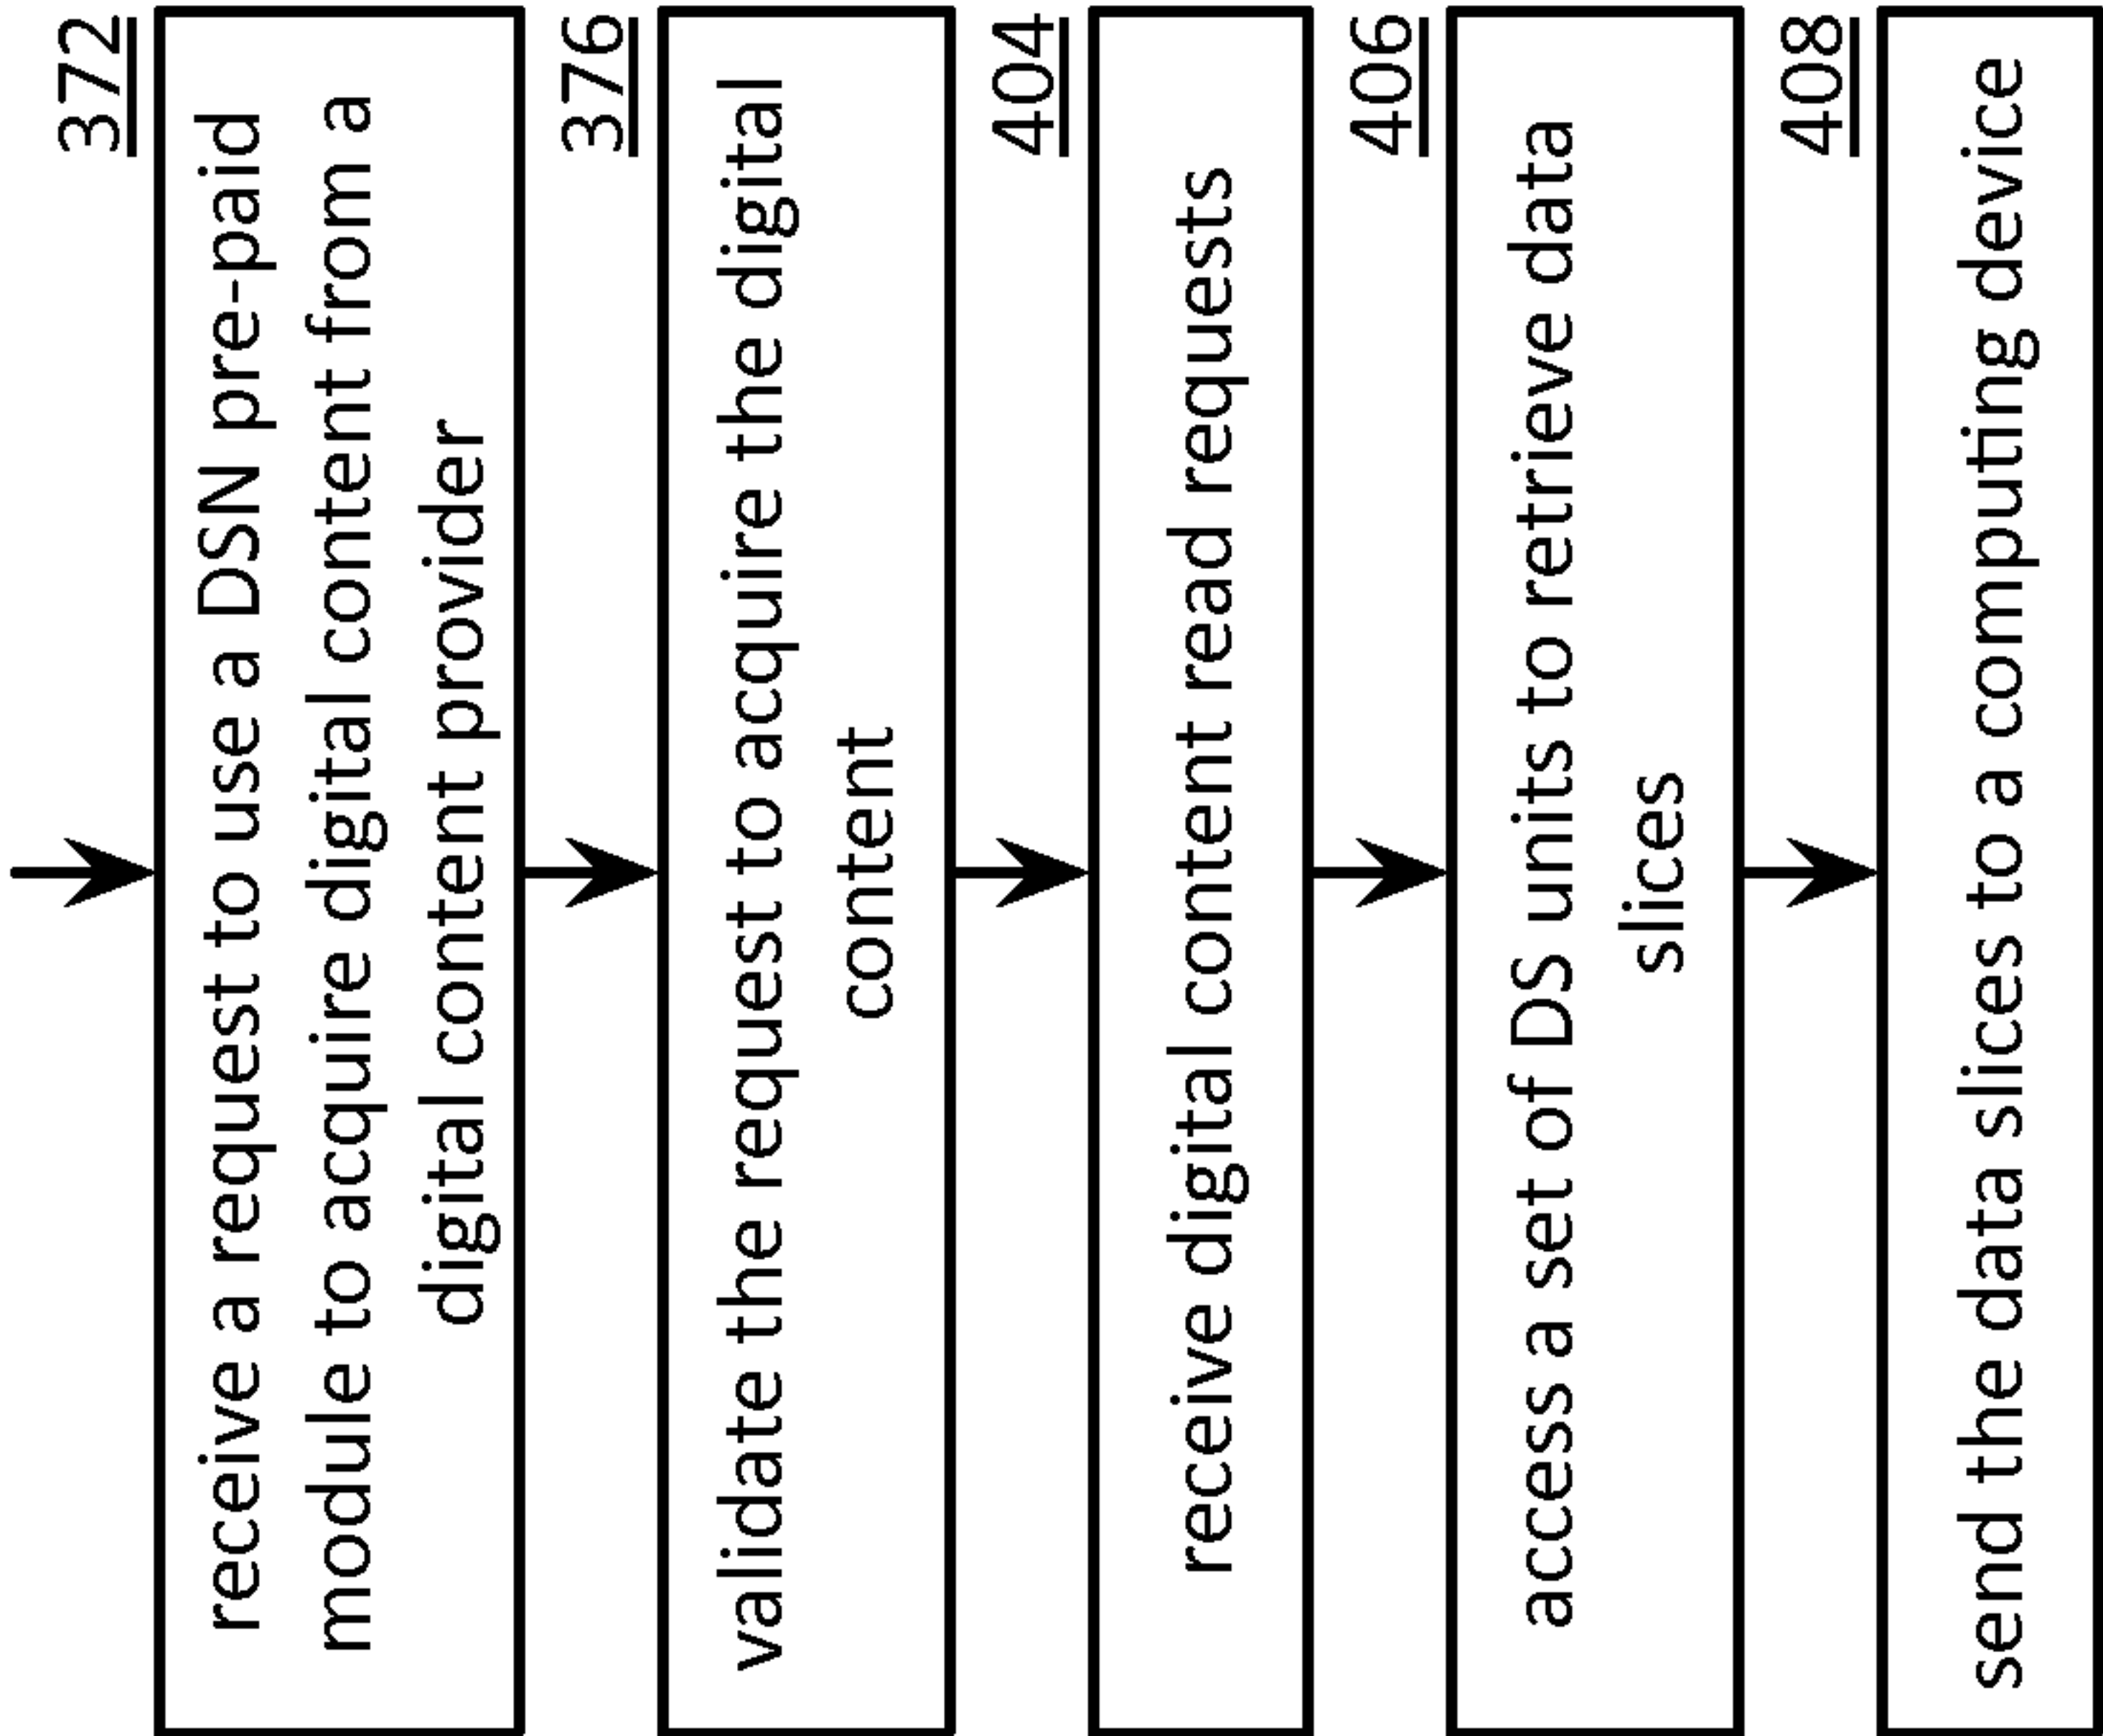 372
receive a request to use a DSN pre-paid
module to acquire digital content from a
digital content provider
376
validate the request to acquire the digital
content
404
receive digital content read requests
406
access a set of DS units to retrieve data
slices
408
send the data slices to a computing device